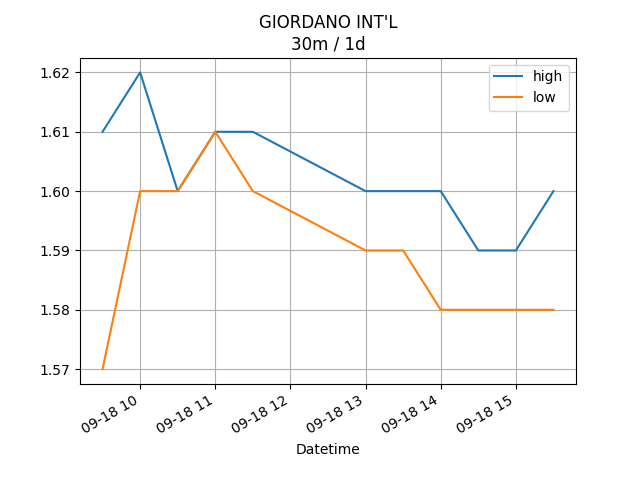 GIORDANO INT'L
30m / 1d
high
low
1.62
1.61
1.60
1.59
1.58
1.57
09-18 10
09-18 11
09-18 12
09-18 13
09-18 14
09-18 15
Datetime